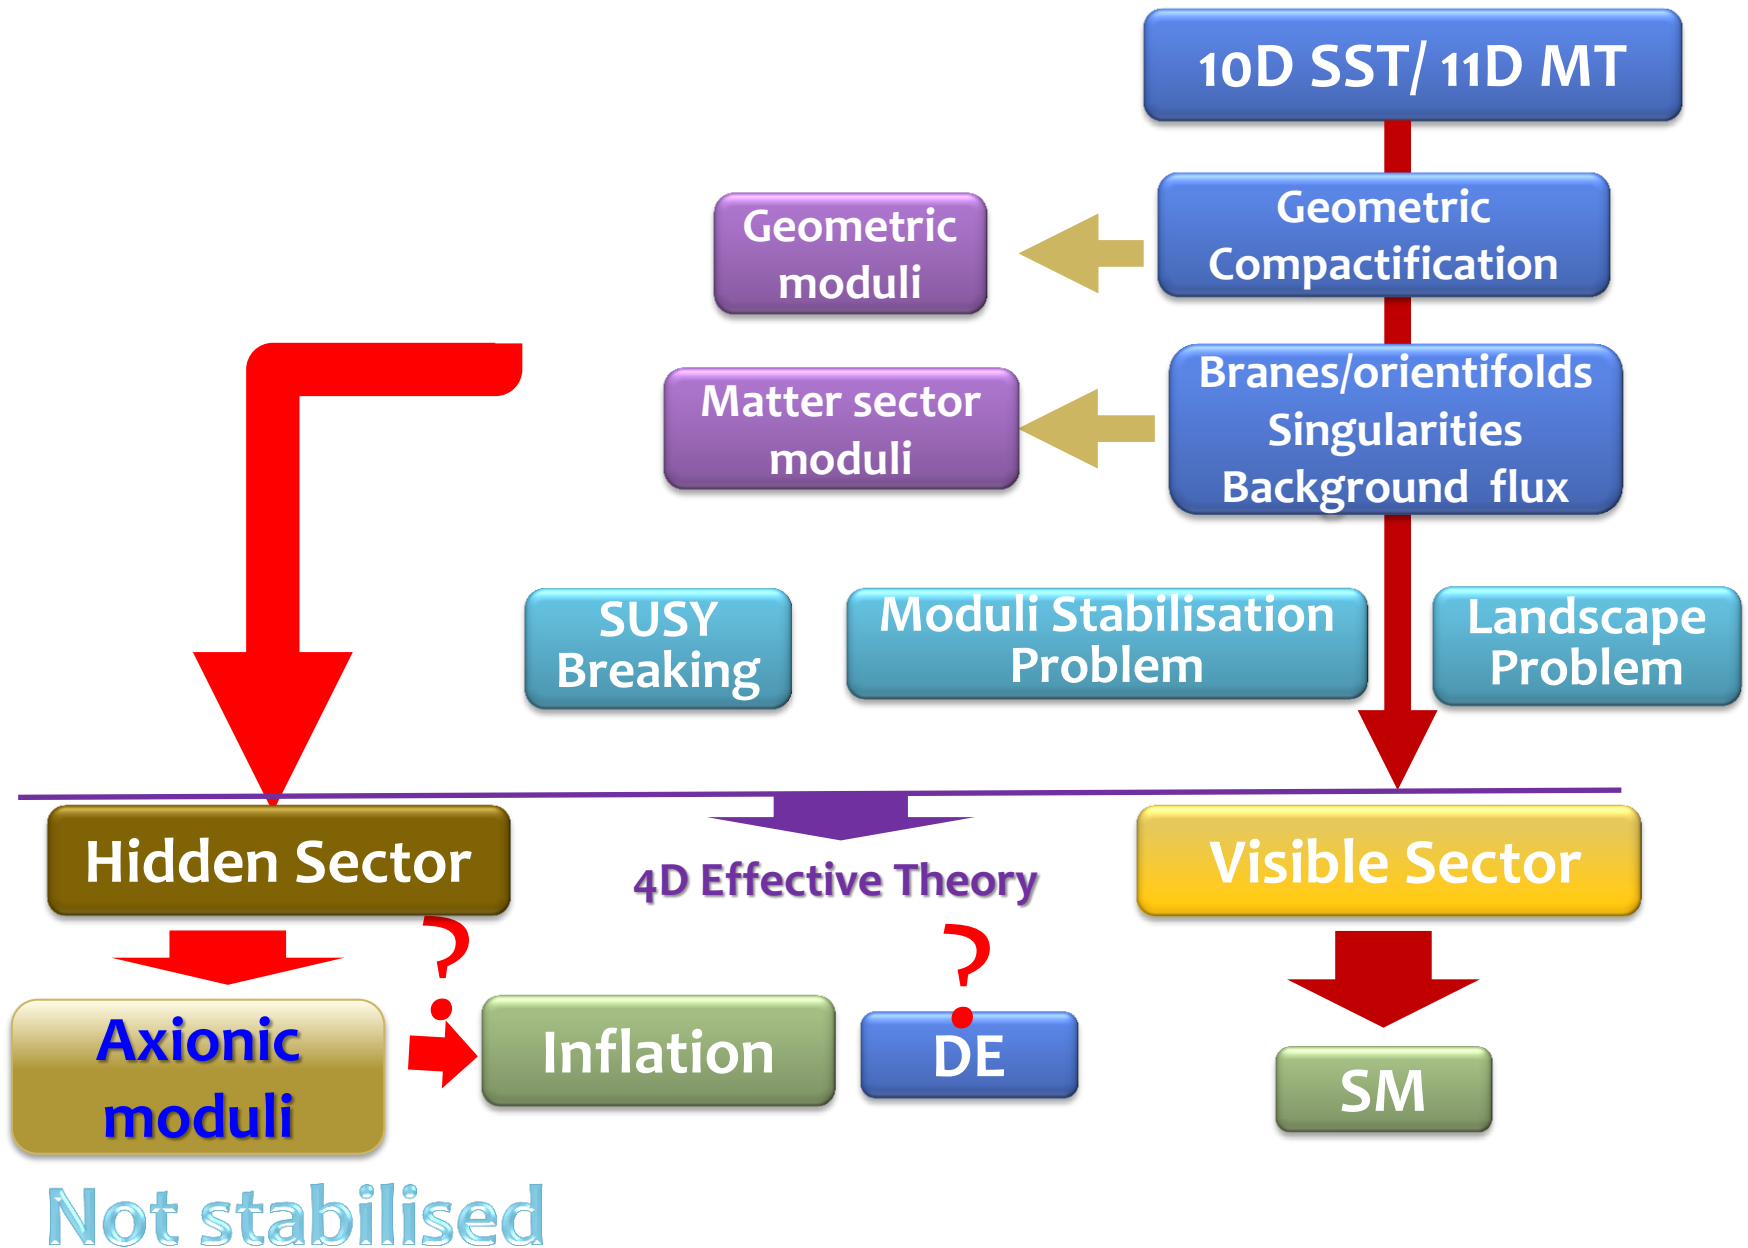 10D SST/ 11D MT
Geometric
Compactification
Geometric
moduli
Branes/orientifolds
Singularities
Background flux
Matter sector
moduli
SUSY
Breaking
Moduli Stabilisation
Problem
Landscape
Problem
Hidden Sector
4D Effective Theory
Visible Sector
?
?
Axionic
moduli
Inflation
DE
SM
Not stabilised